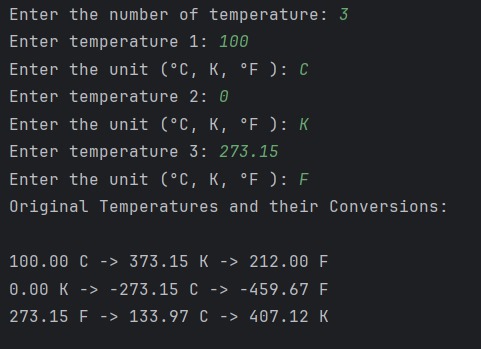 Enter the number of temperature: 3
Enter temperature 1: 100
Enter the unit (°C, K, °F ): C
Enter temperature 2: 0
Enter the unit (°C, K, °F ): K
Enter temperature 3: 273.15
Enter the unit (°C, K, °F ): F
Original Temperatures and their Conversions:
100.00 C -> 373.15 K -> 212.00 F
0.00 K -> -273.15 C -> -459.67 F
273.15 F -> 133.97 C -> 407.12 K